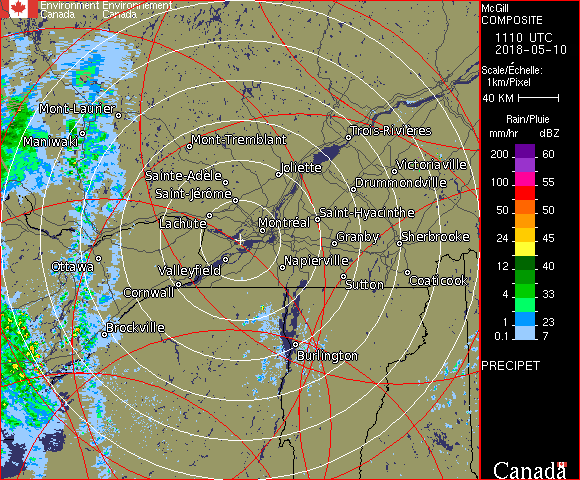 Environment Environnement
Canada Canada
McGill
COMPOSITE
1110 UTC
2018-05-10
Scale/Échelle:
1km/Pixel
40 KM
Rain/Pluie
mm/hr dBZ
200 60
100 55
50 50
24 45
12 40
4 33
1 23
0.1 7
PRECIPET
Canada
Mont-Laurier
Maniwaki
Mont-Tremblant
Trois-Rivières
Joliette
Victoriaville
Sainte-Adèle
Drummondville
Saint-Jérôme
Lachute
Saint-Hyacinthe
Montréal
Granby
Sherbrooke
Ottawa
Valleyfield
Napierville
Sutton
Coaticook
Cornwall
Brockville
Burlington